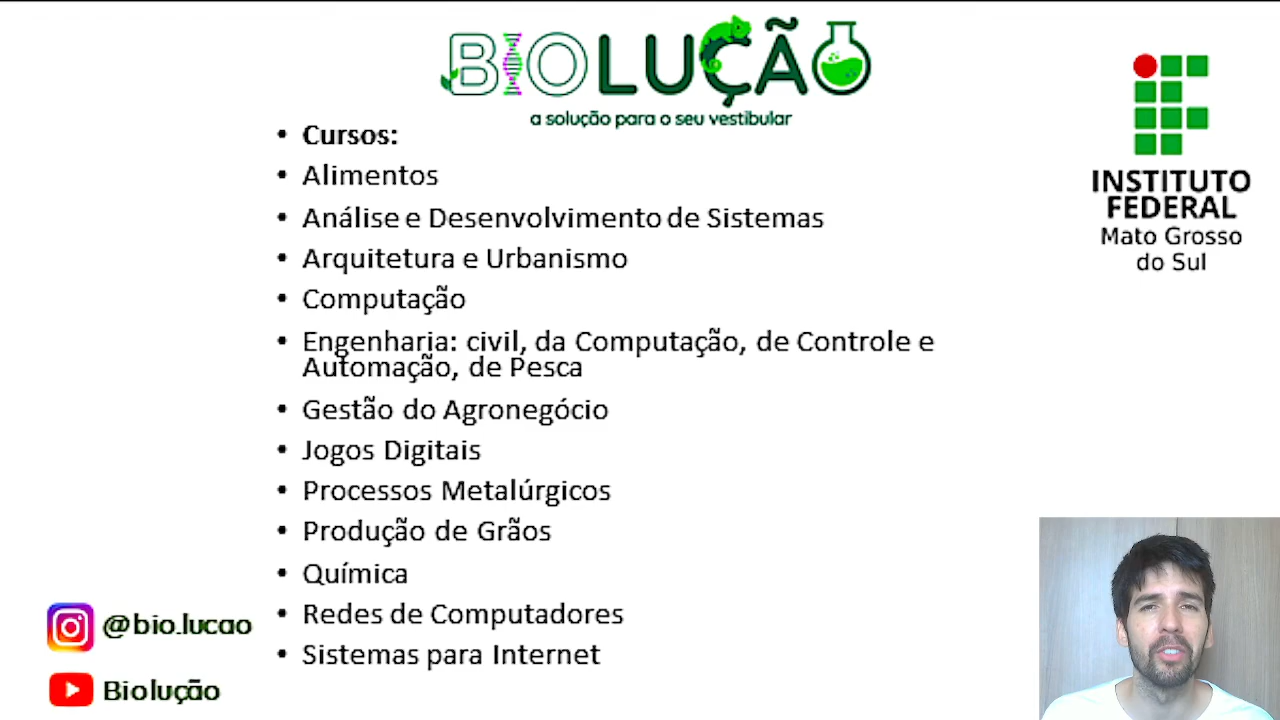 BIOLUÇÃO
a solução para o seu vestibular
INSTITUTO
FEDERAL
Mato Grosso
do Sul
• Cursos:
• Alimentos
• Análise e Desenvolvimento de Sistemas
• Arquitetura e Urbanismo
• Computação
• Engenharia: civil, da Computação, de Controle e
Automação, de Pesca
• Gestão do Agronegócio
• Jogos Digitais
• Processos Metalúrgicos
• Produção de Grãos
• Química
• Redes de Computadores
• Sistemas para Internet
@bio.lucao
Biolução